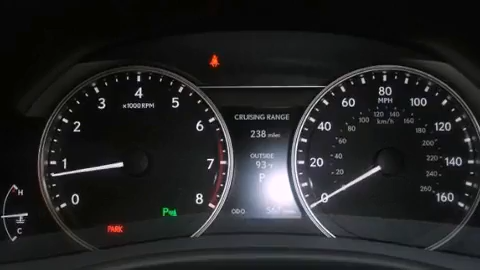 0 1 2 3 4 5 6 7 8
x1000 RPM
H
C
PARK
P
CRUISING RANGE
238 miles
OUTSIDE
93°F
P
ODO
0 20 40 60 80 100 120 140 160
MPH
km/h
20 40 60 80 100 120 140 160 180 200 220 240 260